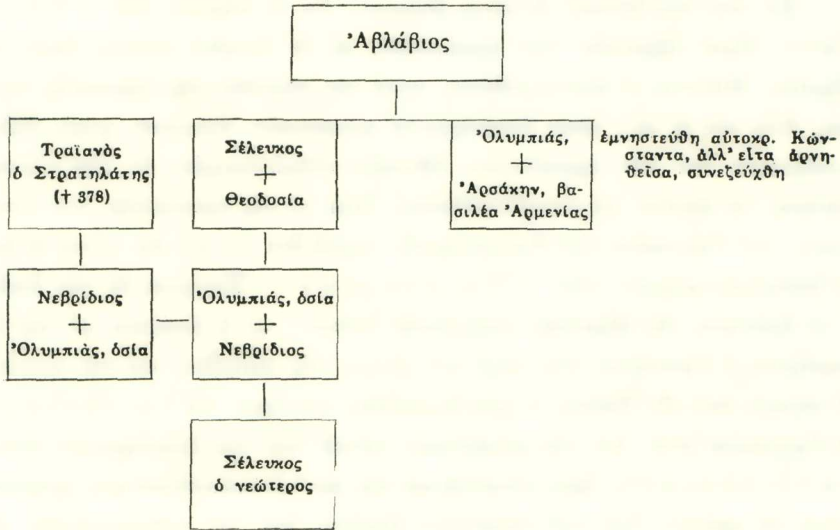 Ἀβλάβιος
Τραϊανὸς
ὁ Στρατηλάτης
(† 378)
Σέλευκος
+
Θεοδοσία
Ὀλυμπιάς,
+
Ἀρσάκην, βα-
σιλέα Ἀρμενίας
ἐμνηστεύθη αὐτοκρ. Κών-
σταντα, ἀλλ' εἶτα ἀρνη-
θεῖσα, συνεζεύχθη
Νεβρίδιος
+
Ὀλυμπιὰς, ὁσία
Ὀλυμπιάς, ὁσία
+
Νεβρίδιος
Σέλευκος
ὁ νεώτερος